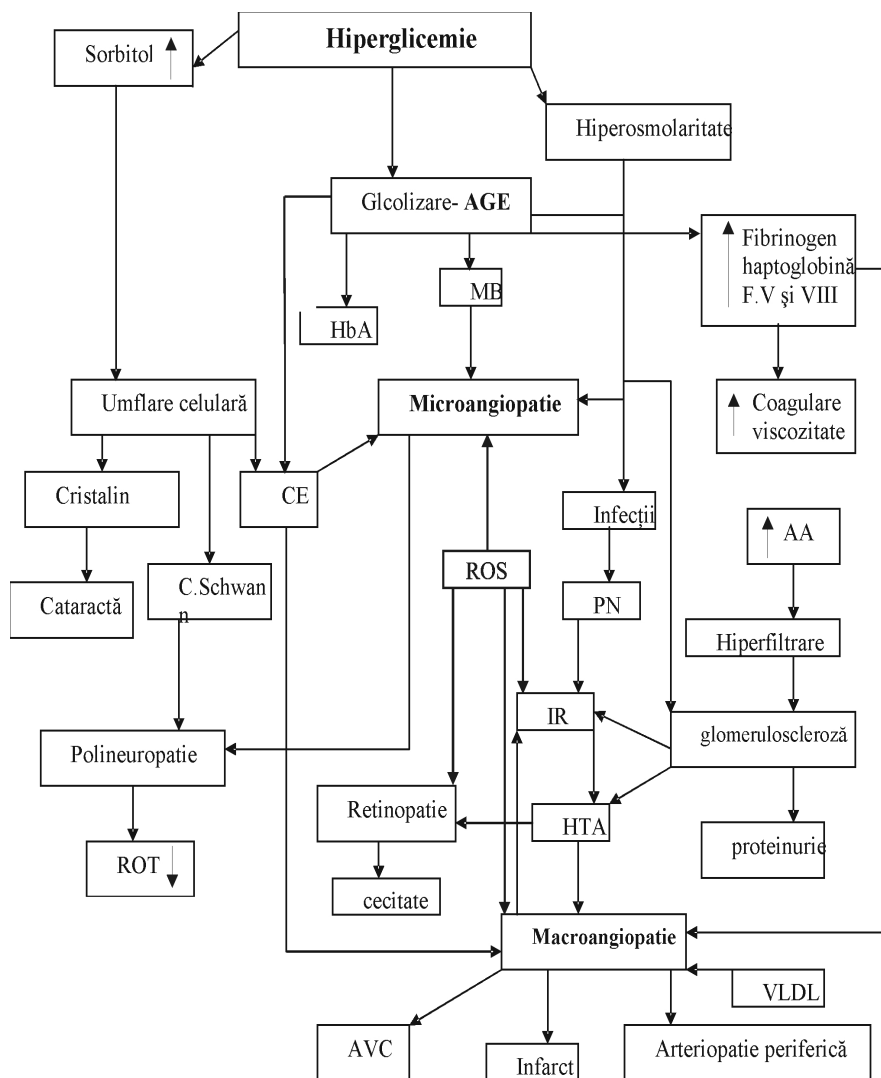 Hiperglicemie
Sorbitol
Hiperosmolaritate
Glcolizare- AGE
Fibrinogen
haptoglobină
F.V şi VIII
MB
HbA
Umflare celulară
Microangiopatie
Coagulare
viscozitate
Cristalin
CE
Infecții
AA
ROS
Cataractă
C.Schwan
n
PN
Hiperfiltrare
IR
glomeruloscleroză
Polineuropatie
Retinopatie
HTA
proteinurie
ROT
cecitate
Macroangiopatie
VLDL
AVC
Infarct
Arteriopatie periferică